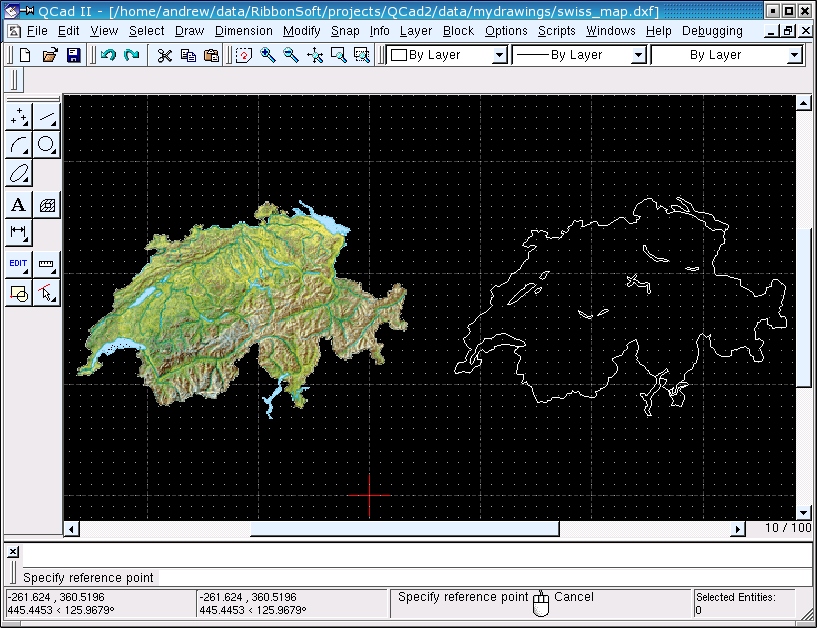 QCad II - [/home/andrew/data/RibbonSoft/projects/QCad2/data/mydrawings/swiss_map.dxf]
File Edit View Select Draw Dimension Modify Snap Info Layer Block Options Scripts Windows Help Debugging
By Layer By Layer By Layer
A
EDIT
10 / 100
Specify reference point
-261.624 , 360.5196 -261.624 , 360.5196 Specify reference point Cancel Selected Entities:
445.4453 < 125.9679° 445.4453 < 125.9679° 0